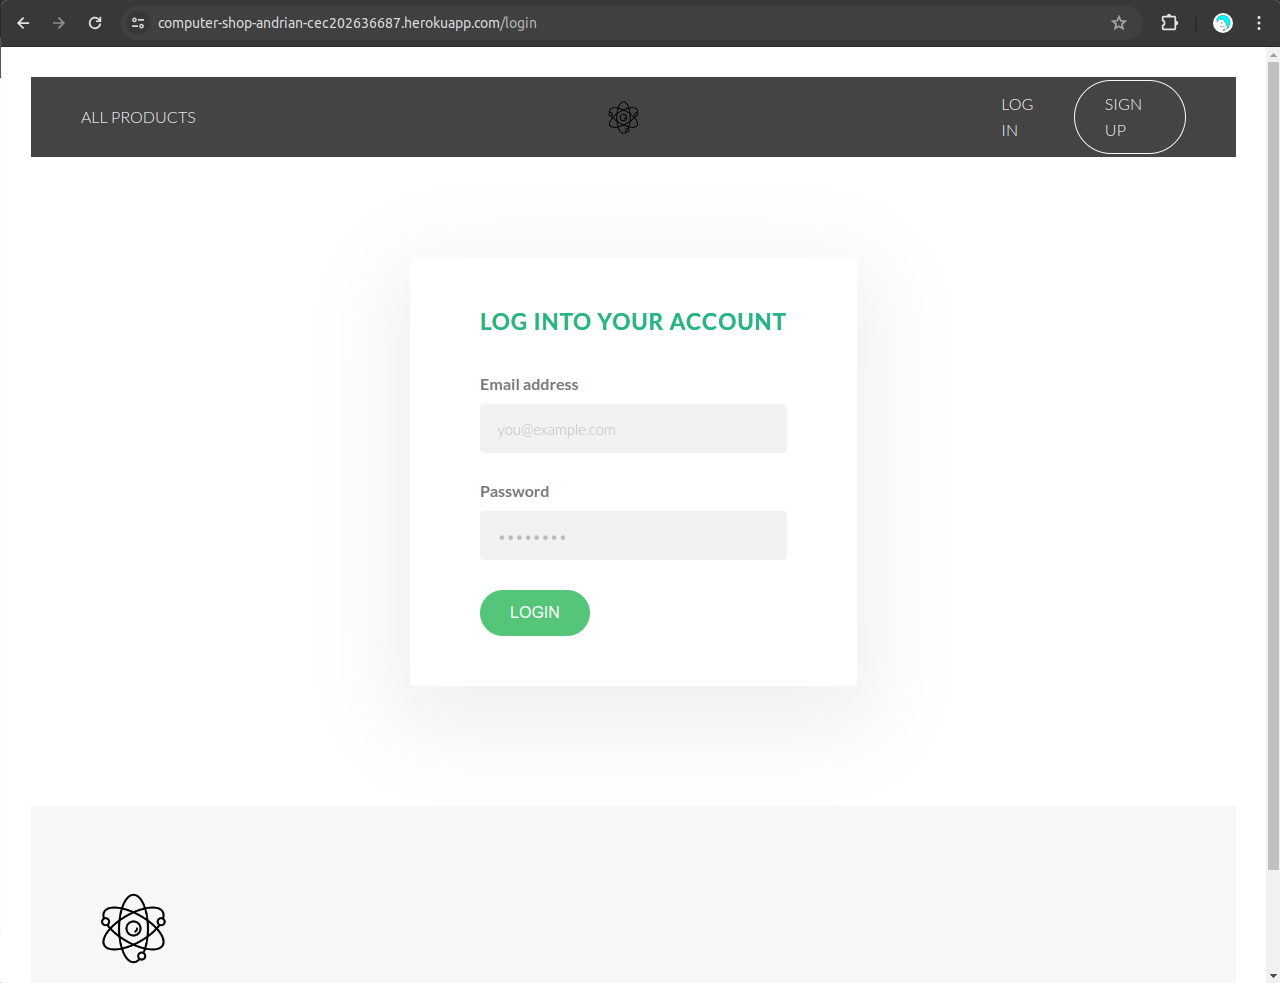 computer-shop-andrian-cec202636687.herokuapp.com/login
ALL PRODUCTS
LOG
IN
SIGN
UP
LOG INTO YOUR ACCOUNT
Email address
you@example.com
Password
••••••••
LOGIN